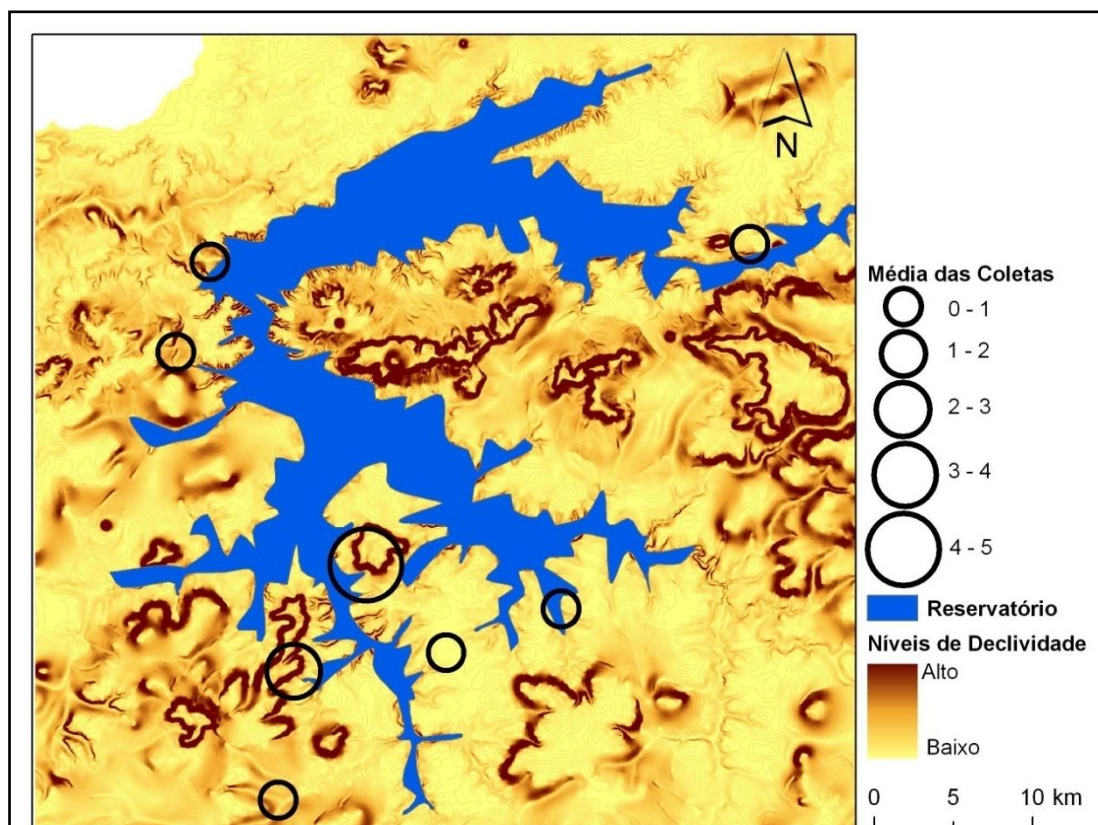 N
Média das Coletas
0 - 1
1 - 2
2 - 3
3 - 4
4 - 5
Reservatório
Níveis de Declividade
Alto
Baixo
0 5 10 km